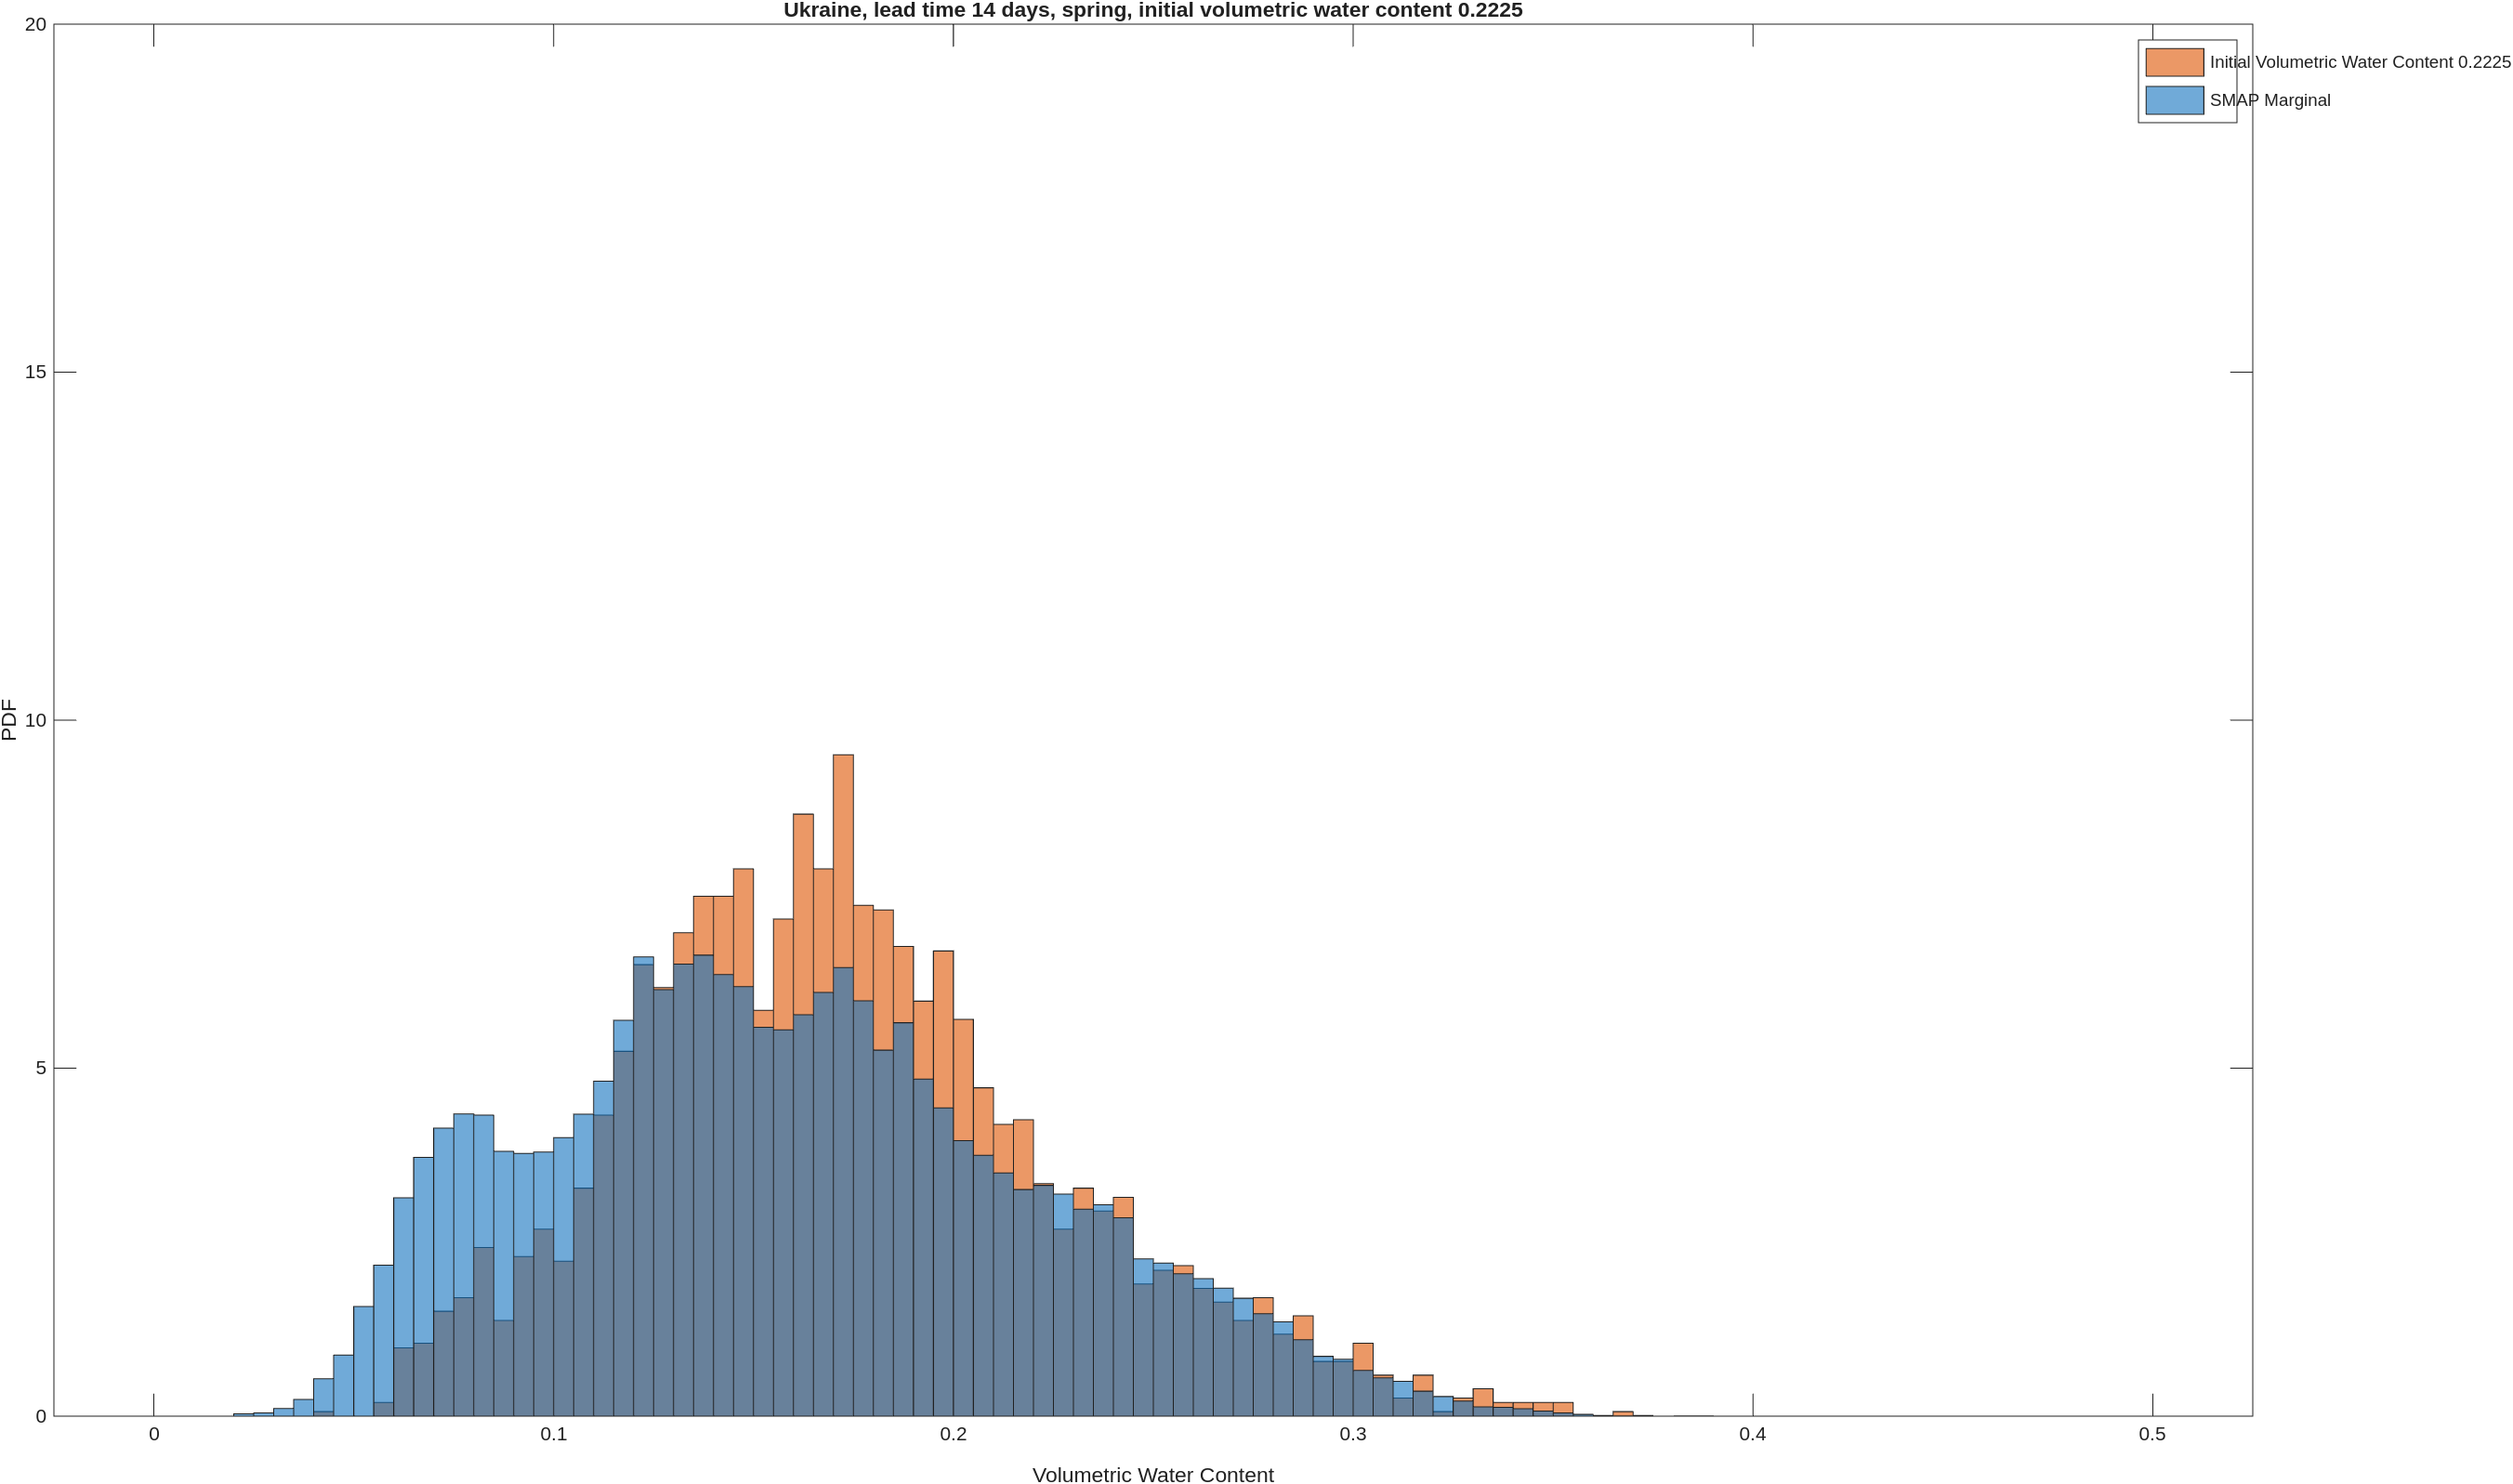 Ukraine, lead time 14 days, spring, initial volumetric water content 0.2225
20
15
10
5
0
PDF
Initial Volumetric Water Content 0.2225
SMAP Marginal
0 0.1 0.2 0.3 0.4 0.5
Volumetric Water Content